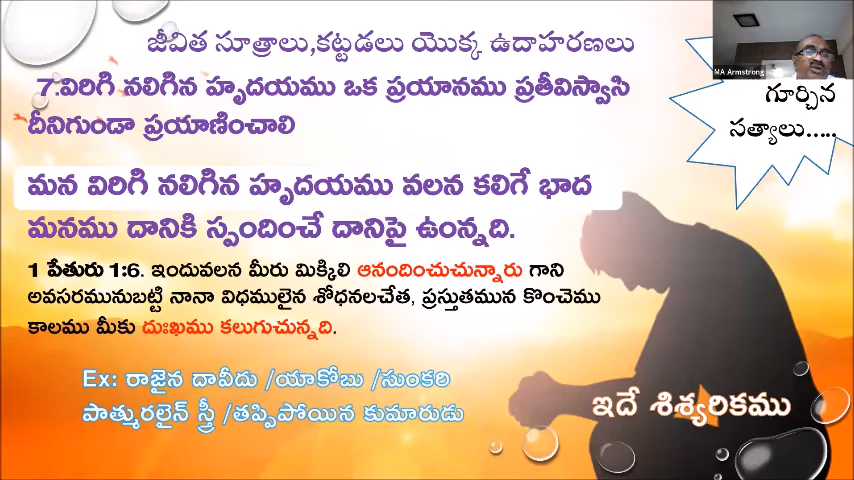 జీవిత సూత్రాలు,కట్టడలు యొక్క ఉదాహరణలు
MA Armstrong
7.విరిగి నలిగిన హృదయము ఒక ప్రయానము ప్రతీవిస్వాసి
దీనిగుండా ప్రయాణించాలి
గూర్చిన
సత్యాలు.....
మన విరిగి నలిగిన హృదయము వలన కలిగే భాద
మనము దానికి స్పందించే దానిపై ఉంన్నది.
1 పేతురు 1:6. ఇందువలన మీరు మిక్కిలి ఆనందించుచున్నారు గాని
అవసరమునుబట్టి నానా విధములైన శోధనలచేత, ప్రస్తుతమున కొంచెము
కాలము మీకు దుఃఖము కలుగుచున్నది.
Ex: రాజైన దావీదు /యాకోబు /సుంకరి
పాత్మురలైన్ స్త్రీ /తప్పిపోయిన కుమారుడు
ఇదే శిశ్యరికము